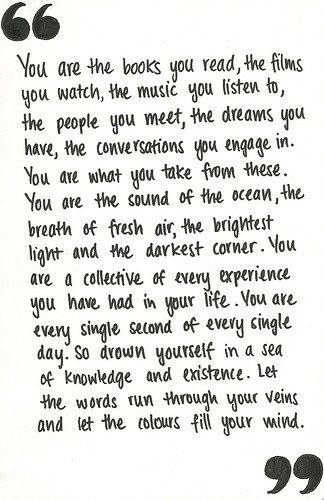 “
You are the books you read, the films
you watch, the music you listen to,
the people you meet, the dreams you
have, the conversations you engage in.
You are what you take from these.
You are the sound of the ocean, the
breath of fresh air, the brightest
light and the darkest corner. You
are a collective of every experience
you have had in your life. You are
every single second of every single
day. So drown yourself in a sea
of knowledge and existence. Let
the words run through your veins
and let the colours fill your mind.
”